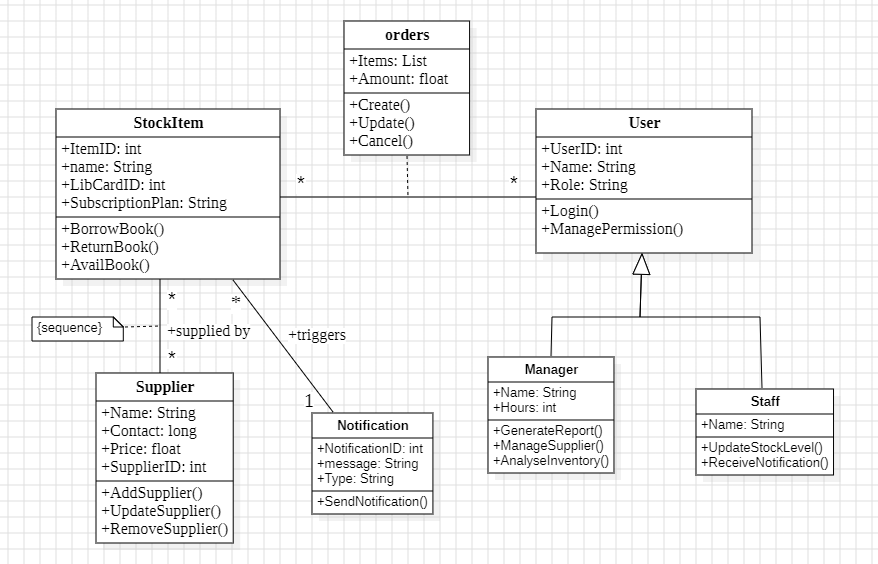 orders
+Items: List
+Amount: float
+Create()
+Update()
+Cancel()
StockItem
+ItemID: int
+name: String
+LibCardID: int
+SubscriptionPlan: String
+BorrowBook()
+ReturnBook()
+AvailBook()
*
*
User
+UserID: int
+Name: String
+Role: String
+Login()
+ManagePermission()
*
*
{sequence}
+supplied by
+triggers
*
1
Supplier
+Name: String
+Contact: long
+Price: float
+SupplierID: int
+AddSupplier()
+UpdateSupplier()
+RemoveSupplier()
Notification
+NotificationID: int
+message: String
+Type: String
+SendNotification()
Manager
+Name: String
+Hours: int
+GenerateReport()
+ManageSupplier()
+AnalyseInventory()
Staff
+Name: String
+UpdateStockLevel()
+ReceiveNotification()